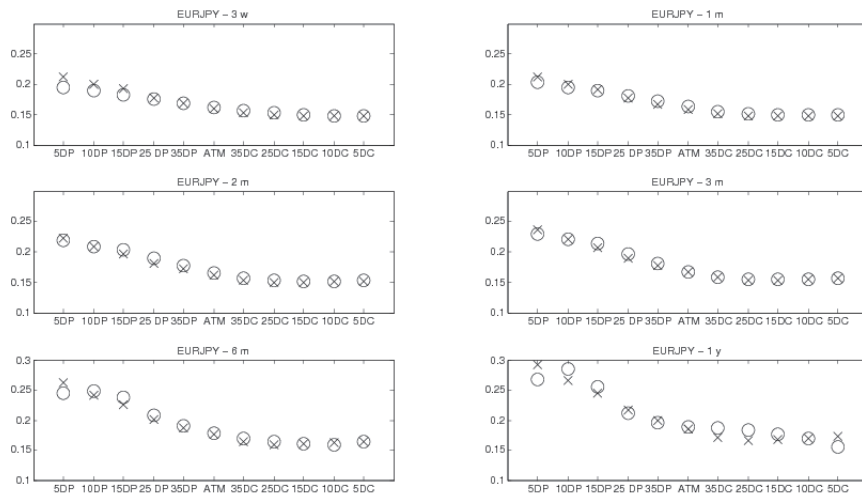 EURJPY – 3 w
0.25
0.2
0.15
0.1
5DP 10DP 15DP 25 DP 35DP ATM 35DC 25DC 15DC 10DC 5DC
EURJPY – 1 m
0.25
0.2
0.15
0.1
5DP 10DP 15DP 25 DP 35DP ATM 35DC 25DC 15DC 10DC 5DC
EURJPY – 2 m
0.25
0.2
0.15
0.1
5DP 10 DP 15DP 25 DP 35DP ATM 35DC 25DC 15DC 10DC 5DC
EURJPY – 3 m
0.25
0.2
0.15
0.1
5DP 10DP 15DP 25 DP 35DP ATM 35DC 25DC 15DC 10DC 5DC
EURJPY – 6 m
0.3
0.25
0.2
0.15
0.1
5DP 10 DP 15DP 25 DP 35DP ATM 35DC 25DC 15DC 10DC 5DC
EURJPY – 1 y
0.3
0.25
0.2
0.15
0.1
5DP 10DP 15DP 25 DP 35DP ATM 35DC 25DC 15DC 10DC 5DC